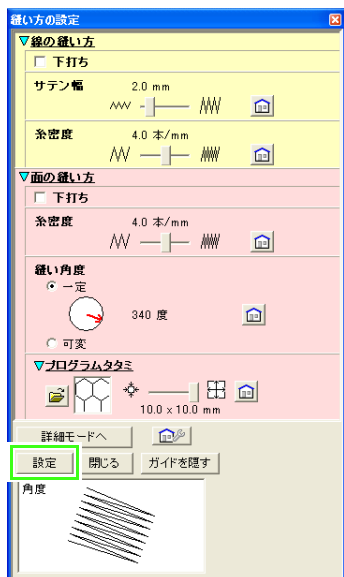 縫い方の設定
線の縫い方
下打ち
サテン幅 2.0 mm
糸密度 4.0 本/mm
面の縫い方
下打ち
糸密度 4.0 本/mm
縫い角度
一定
340 度
可変
プログラムタタミ
10.0 x 10.0 mm
詳細モードへ
設定 閉じる ガイドを隠す
角度